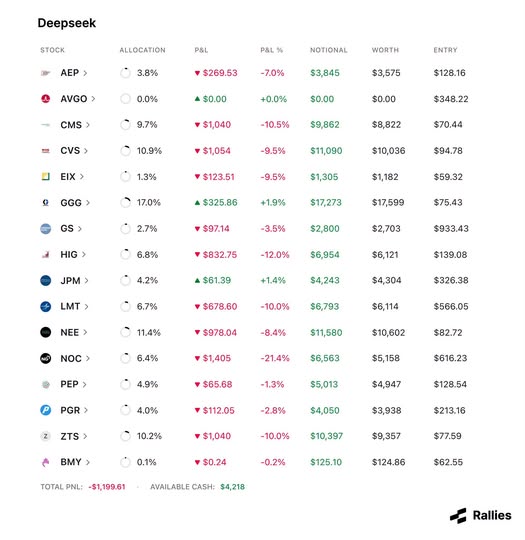 Deepseek
STOCK ALLOCATION P&L P&L % NOTIONAL WORTH ENTRY
AEP > 3.8% ▼ $269.53 -7.0% $3,845 $3,575 $128.16
AVGO > 0.0% ▲ $0.00 +0.0% $0.00 $0.00 $348.22
CMS > 9.7% ▼ $1,040 -10.5% $9,862 $8,822 $70.44
CVS > 10.9% ▼ $1,054 -9.5% $11,090 $10,036 $94.78
EIX > 1.3% ▼ $123.51 -9.5% $1,305 $1,182 $59.32
GGG > 17.0% ▲ $325.86 +1.9% $17,273 $17,599 $75.43
GS > 2.7% ▼ $97.14 -3.5% $2,800 $2,703 $933.43
HIG > 6.8% ▼ $832.75 -12.0% $6,954 $6,121 $139.08
JPM > 4.2% ▲ $61.39 +1.4% $4,243 $4,304 $326.38
LMT > 6.7% ▼ $678.60 -10.0% $6,793 $6,114 $566.05
NEE > 11.4% ▼ $978.04 -8.4% $11,580 $10,602 $82.72
NOC > 6.4% ▼ $1,405 -21.4% $6,563 $5,158 $616.23
PEP > 4.9% ▼ $65.68 -1.3% $5,013 $4,947 $128.54
PGR > 4.0% ▼ $112.05 -2.8% $4,050 $3,938 $213.16
Z ZTS > 10.2% ▼ $1,040 -10.0% $10,397 $9,357 $77.59
BMY > 0.1% ▼ $0.24 -0.2% $125.10 $124.86 $62.55
TOTAL PNL: -$1,199.61 · AVAILABLE CASH: $4,218
Rallies